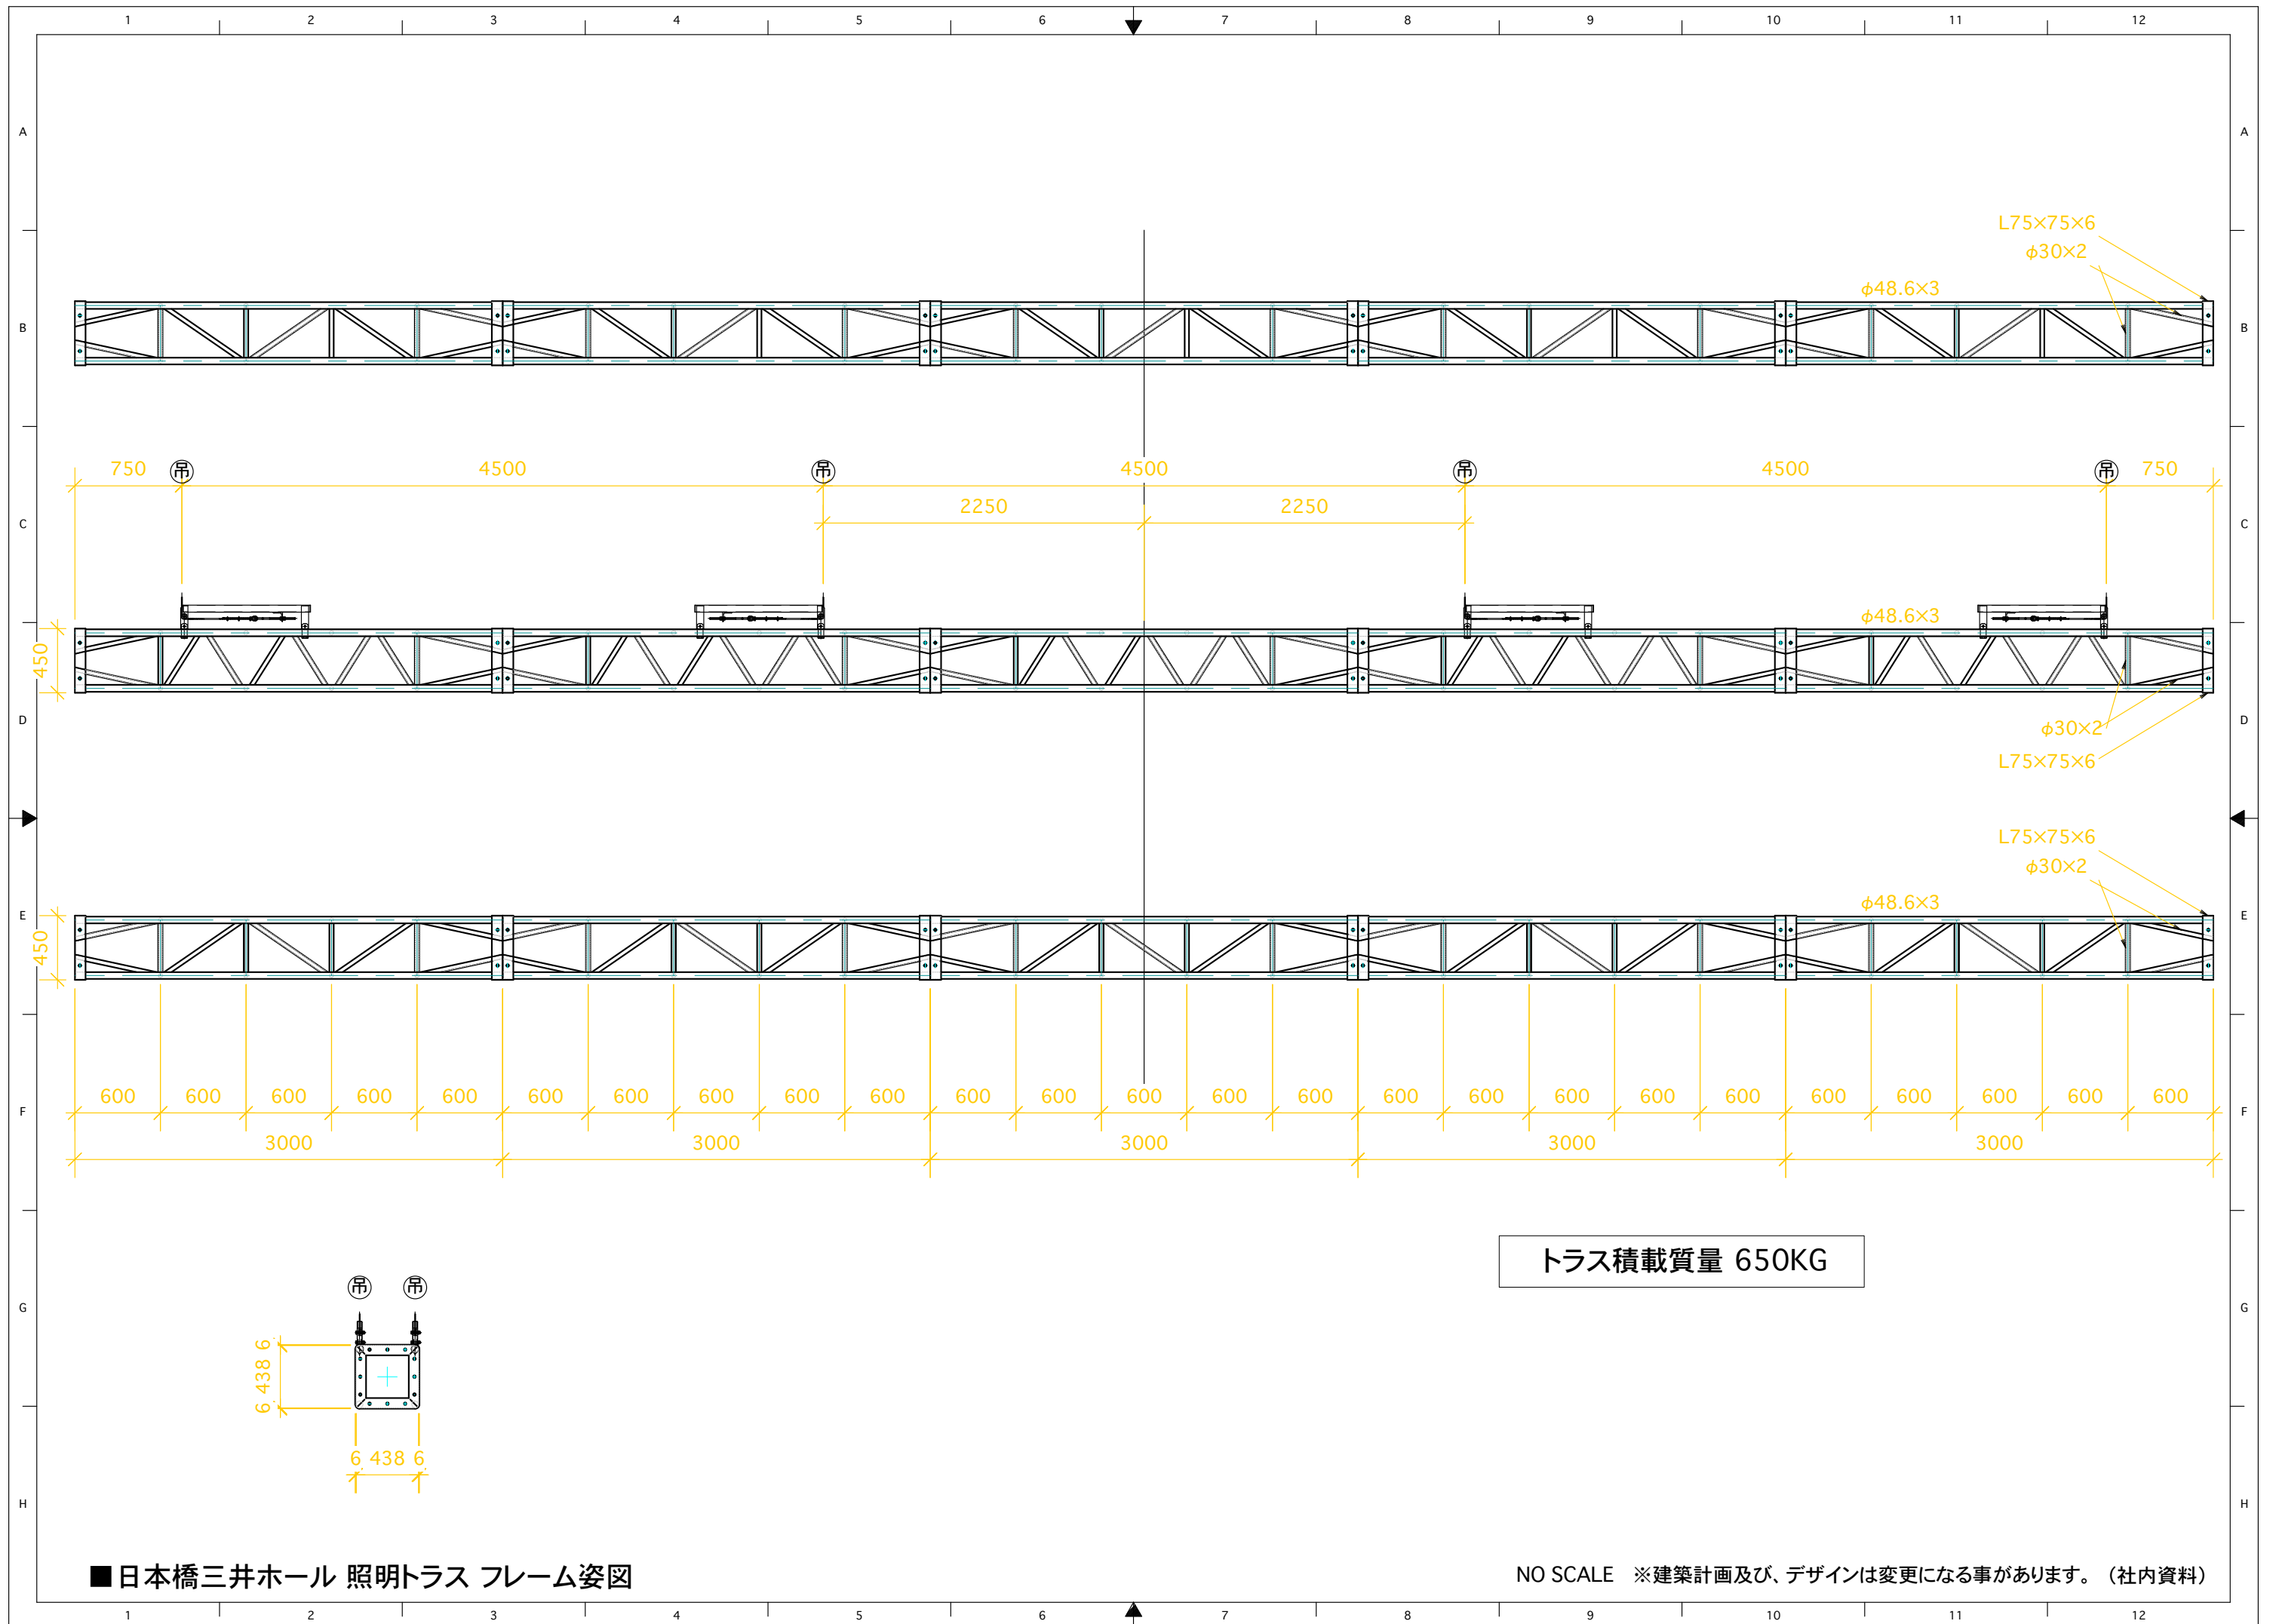 1 2 3 4 5 6 7 8 9 10 11 12
A A
L75×75×6
φ30×2
φ48.6×3
B B
750 吊 4500 吊 4500 吊 4500 吊 750
2250 2250
C C
φ48.6×3
450
D D
φ30×2
L75×75×6
L75×75×6
φ30×2
φ48.6×3
E E
450
600 600 600 600 600 600 600 600 600 600 600 600 600 600 600 600 600 600 600 600 600 600 600 600 600
F F
3000 3000 3000 3000 3000
トラス積載質量 650KG
吊 吊
G G
6 438 6
6 438 6
H H
■日本橋三井ホール 照明トラス フレーム姿図
NO SCALE ※建築計画及び、デザインは変更になる事があります。（社内資料）
1 2 3 4 5 6 7 8 9 10 11 12